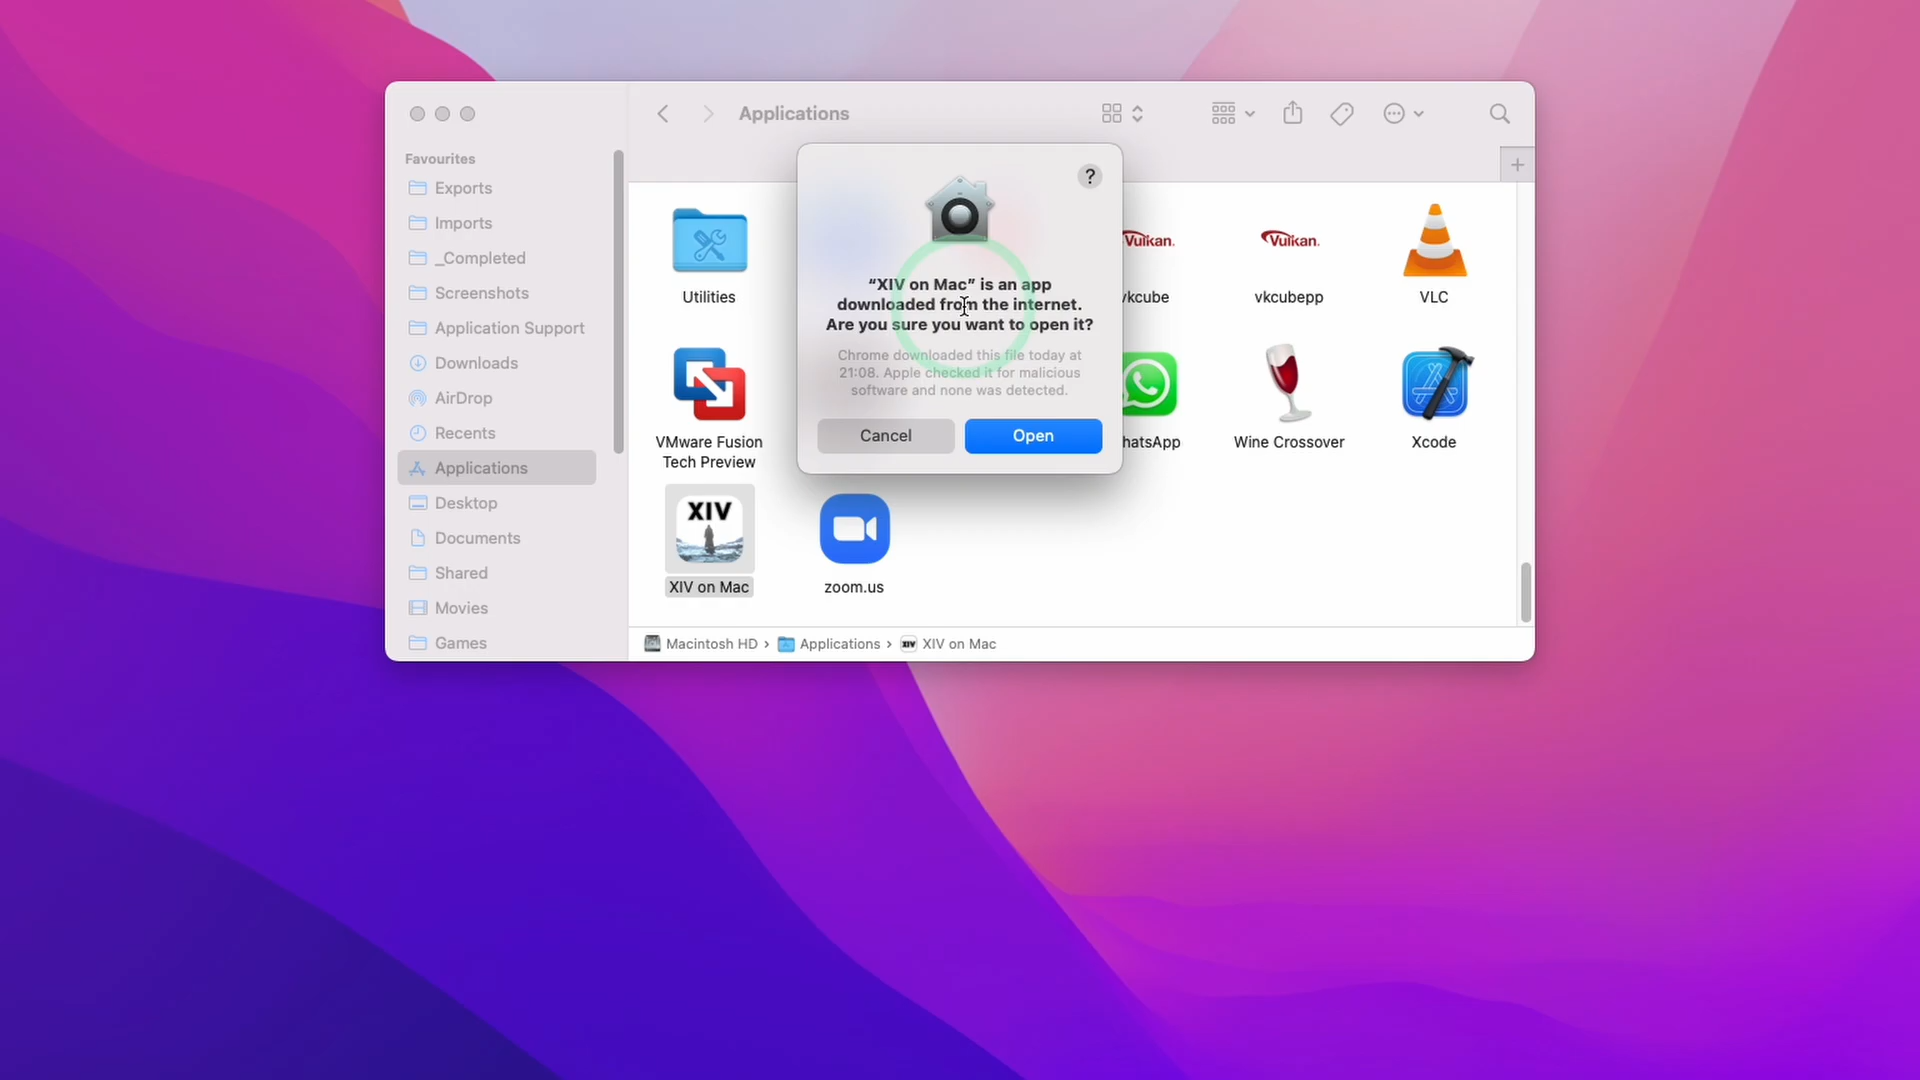 Applications
Favourites
Exports
Imports
_Completed
Screenshots
Application Support
Downloads
AirDrop
Recents
Applications
Desktop
Documents
Shared
Movies
Games
?
“XIV on Mac” is an app
downloaded from the internet.
Are you sure you want to open it?
Chrome downloaded this file today at
21:08. Apple checked it for malicious
software and none was detected.
Cancel
Open
Utilities
Vulkan.
vkcube
Vulkan.
vkcubepp
VLC
VMware Fusion
Tech Preview
hatsApp
Wine Crossover
Xcode
XIV
XIV on Mac
zoom.us
Macintosh HD › Applications › XIV XIV on Mac